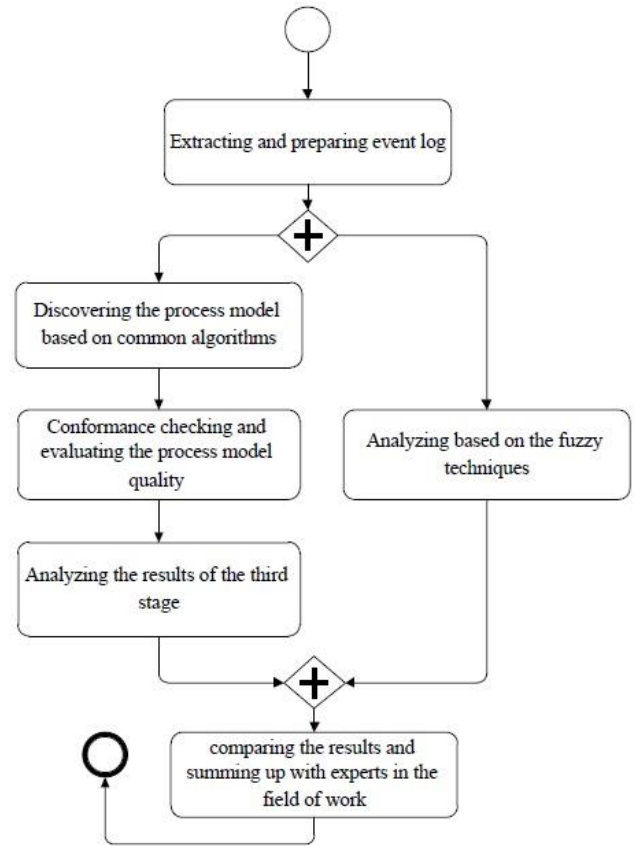 Extracting and preparing event log
Discovering the process model
based on common algorithms
Conformance checking and
evaluating the process model
quality
Analyzing based on the fuzzy
techniques
Analyzing the results of the third
stage
comparing the results and
summing up with experts in the
field of work